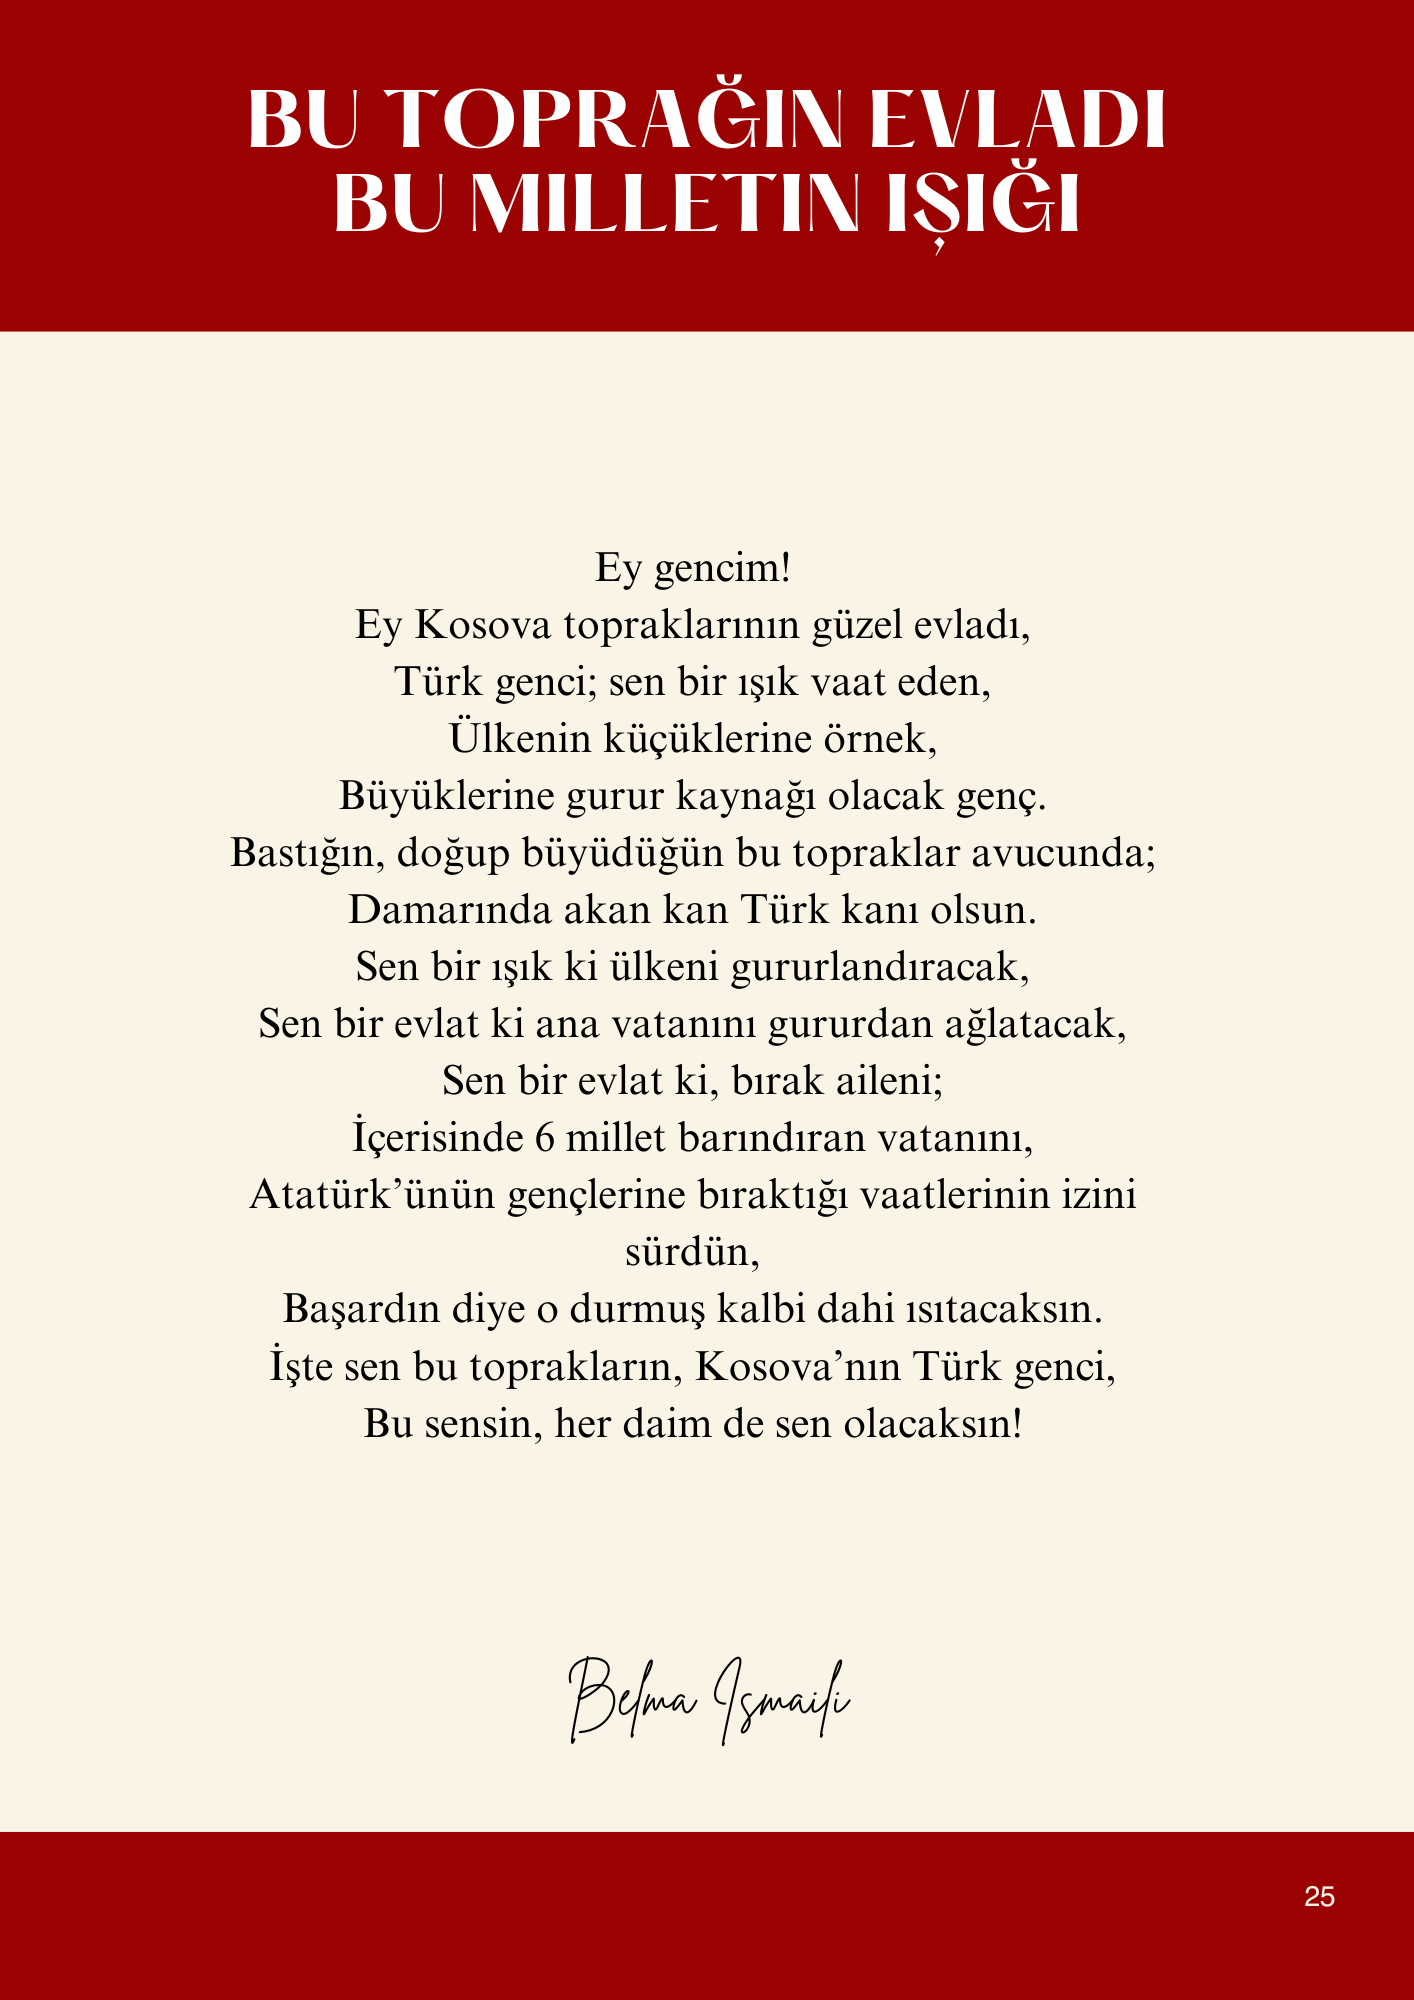 BU TOPRAĞIN EVLADI
BU MILLETIN IŞIĞI
Ey gencim!
Ey Kosova topraklarının güzel evladı,
Türk genci; sen bir ışık vaat eden,
Ülkenin küçüklerine örnek,
Büyüklerine gurur kaynağı olacak genç.
Bastığın, doğup büyüdüğün bu topraklar avucunda;
Damarında akan kan Türk kanı olsun.
Sen bir ışık ki ülkeni gururlandıracak,
Sen bir evlat ki ana vatanını gururdan ağlatacak,
Sen bir evlat ki, bırak aileni;
İçerisinde 6 millet barındıran vatanını,
Atatürk’ünün gençlerine bıraktığı vaatlerinin izini
sürdün,
Başardın diye o durmuş kalbi dahi ısıtacaksın.
İşte sen bu toprakların, Kosova’nın Türk genci,
Bu sensin, her daim de sen olacaksın!
Belma Ismaili
25